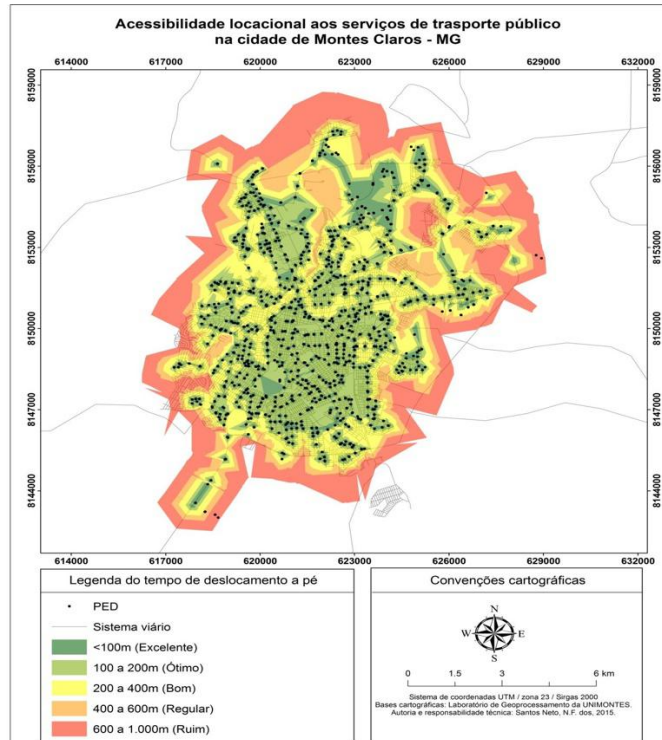 Acessibilidade locacional aos serviços de trasporte público
na cidade de Montes Claros - MG
614000 617000 620000 623000 626000 629000 632000
8159000 8159000
8156000 8156000
8153000 8153000
8150000 8150000
8147000 8147000
8144000 8144000
614000 617000 620000 623000 626000 629000 632000
Legenda do tempo de deslocamento a pé
PED
Sistema viário
<100m (Excelente)
100 a 200m (Ótimo)
200 a 400m (Bom)
400 a 600m (Regular)
600 a 1.000m (Ruim)
Convenções cartográficas
N
W E
S
0 1.5 3 6 km
Sistema de coordenadas UTM / zona 23 / Sirgas 2000
Bases cartográficas: Laboratório de Geoprocessamento da UNIMONTES.
Autoria e responsabilidade técnica: Santos Neto, N.F. dos, 2015.